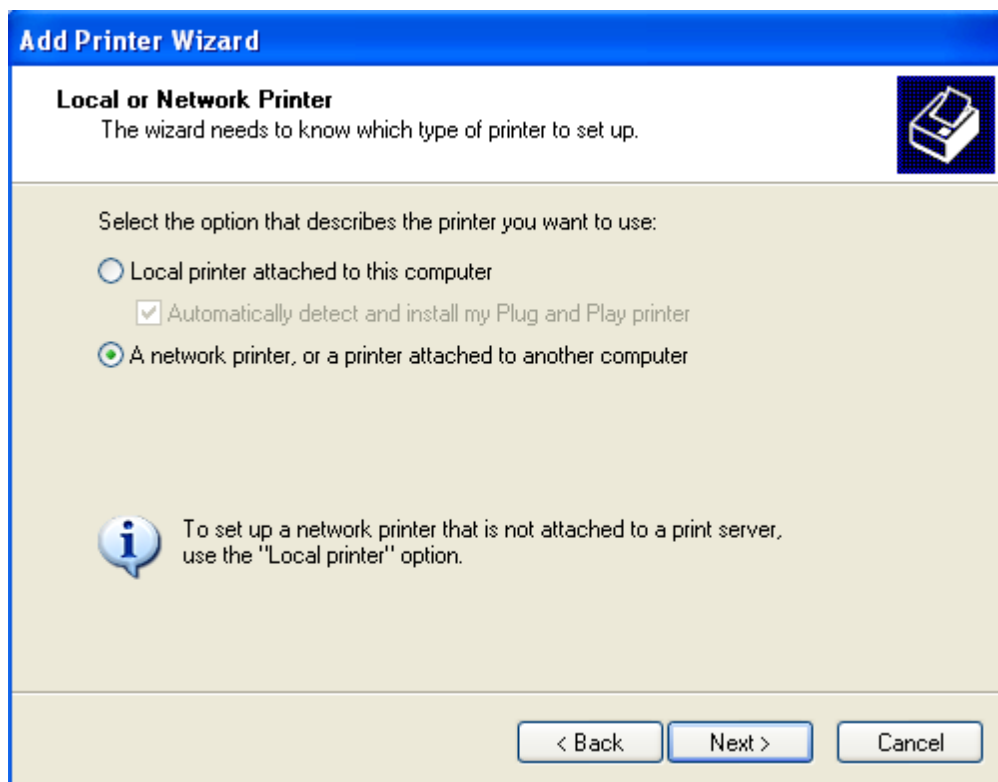 Add Printer Wizard
Local or Network Printer
The wizard needs to know which type of printer to set up.
Select the option that describes the printer you want to use:
Local printer attached to this computer
Automatically detect and install my Plug and Play printer
A network printer, or a printer attached to another computer
To set up a network printer that is not attached to a print server,
use the "Local printer" option.
< Back Next > Cancel